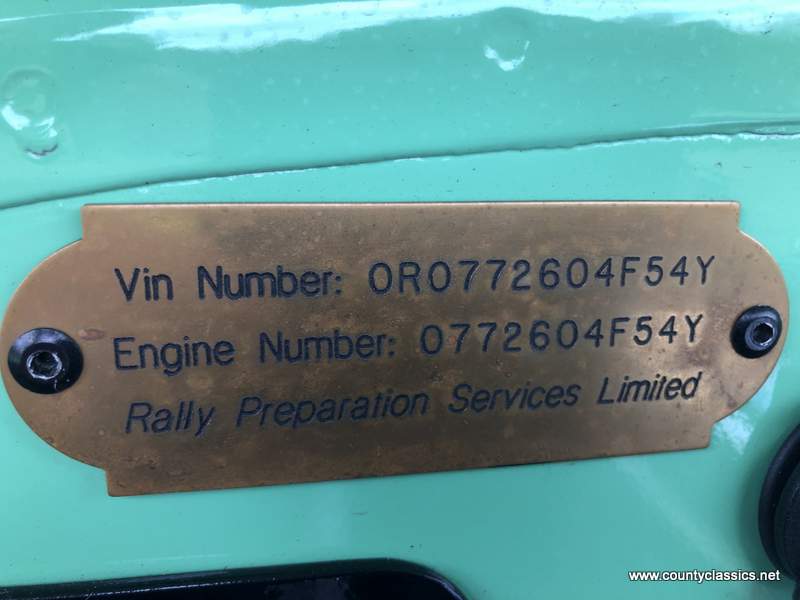 Vin Number: 0R0772604F54Y
Engine Number: 0772604F54Y
Rally Preparation Services Limited
www.countyclassics.net